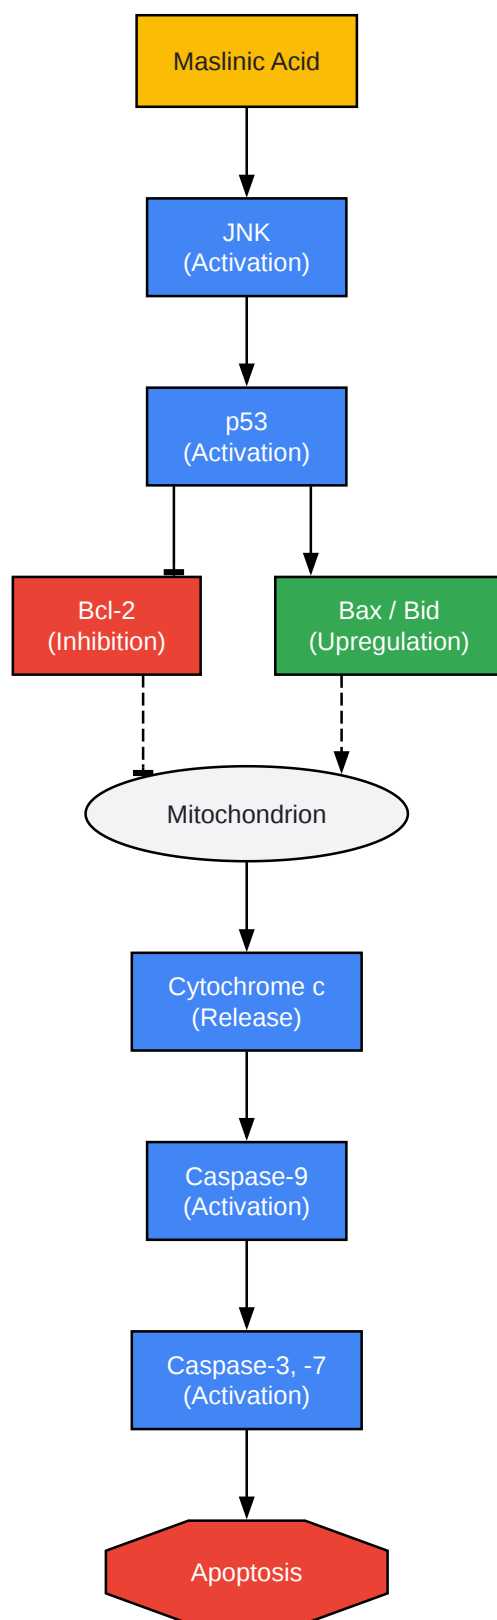 Maslinic Acid
JNK
(Activation)
p53
(Activation)
Bcl-2
(Inhibition)
Bax / Bid
(Upregulation)
Mitochondrion
Cytochrome c
(Release)
Caspase-9
(Activation)
Caspase-3, -7
(Activation)
Apoptosis